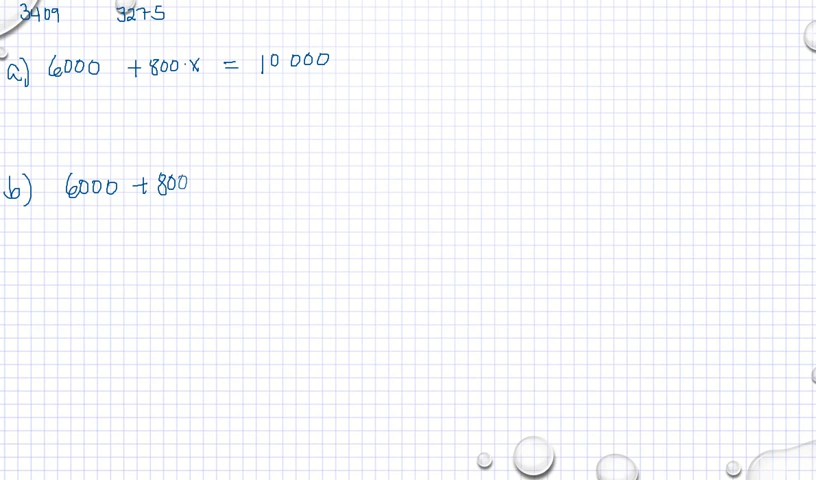 3409 3275
a) 6000 + 800·x = 10 000
b) 6000 + 800